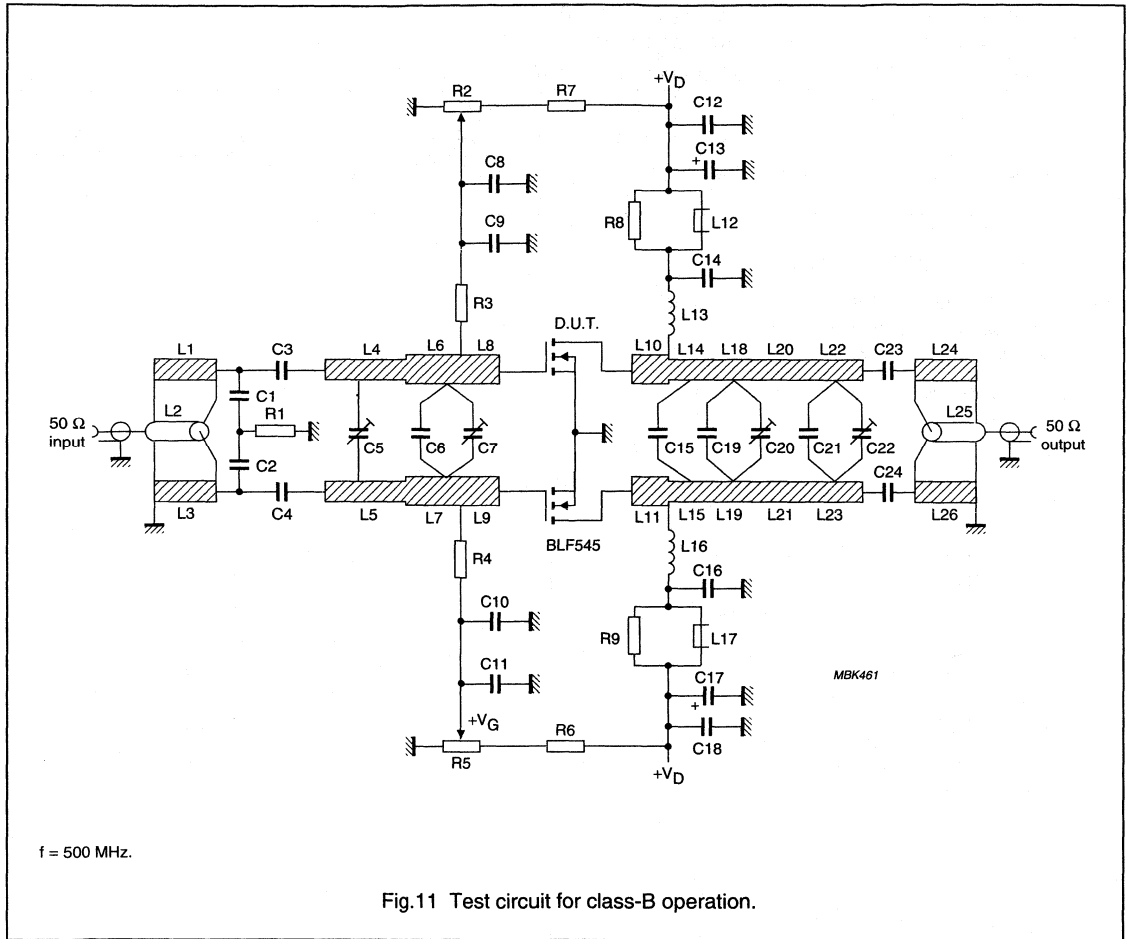 +VD
R2
R7
C12
C13
+
C8
R8
L12
C9
C14
R3
L13
D.U.T.
L1
C3
L4
L6
L8
L10
L14
L18
L20
L22
C23
L24
C1
L2
R1
50 Ω
input
C5
C6
C7
C15
C19
C20
C21
C22
L25
50 Ω
output
C2
C24
L3
C4
L5
L7
L9
L11
L15
L19
L21
L23
L26
BLF545
L16
R4
C16
C10
R9
L17
MBK461
C11
C17
+
+VG
R6
C18
R5
+VD
f = 500 MHz.
Fig.11 Test circuit for class-B operation.